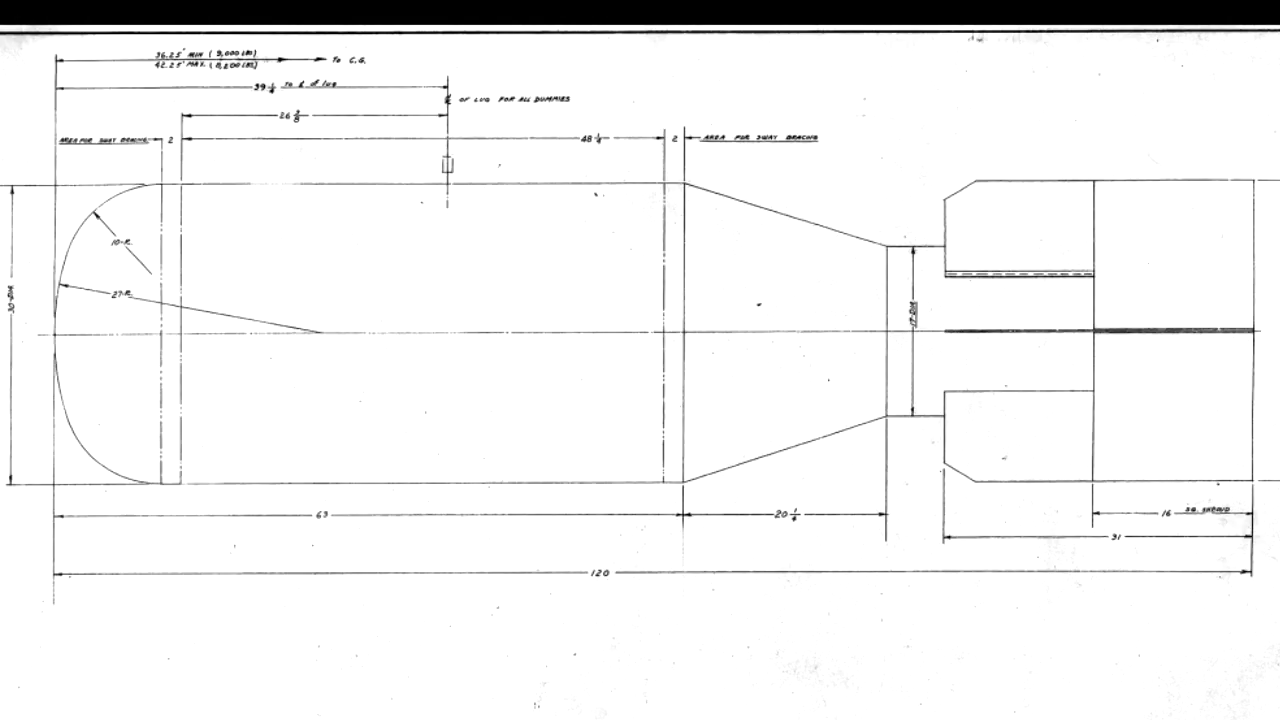 36.25" MIN (9,000 LBS)
42.25" MAX. (8,200 LBS)
TO C.G.
39 1/4 TO ℄ of LUG
℄ OF LUG FOR ALL DUMMIES
26 3/8
AREA FOR SWAY BRACING
2
48 1/4
2
AREA FOR SWAY BRACING
10-R.
27-R.
30-DIA.
17-DIA
63
20 1/4
16 SQ. SHROUD
31
120